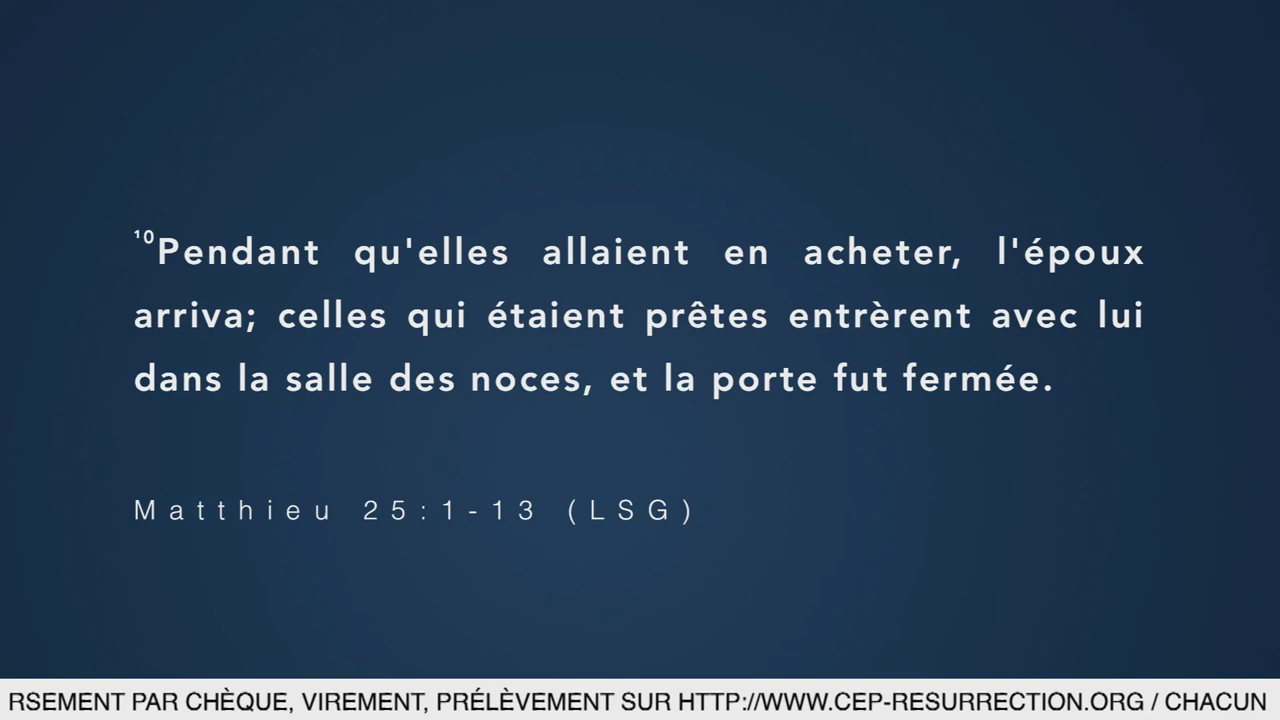 ¹⁰Pendant qu'elles allaient en acheter, l'époux
arriva; celles qui étaient prêtes entrèrent avec lui
dans la salle des noces, et la porte fut fermée.
Matthieu 25:1-13 (LSG)
RSEMENT PAR CHÈQUE, VIREMENT, PRÉLÈVEMENT SUR HTTP://WWW.CEP-RESURRECTION.ORG / CHACUN